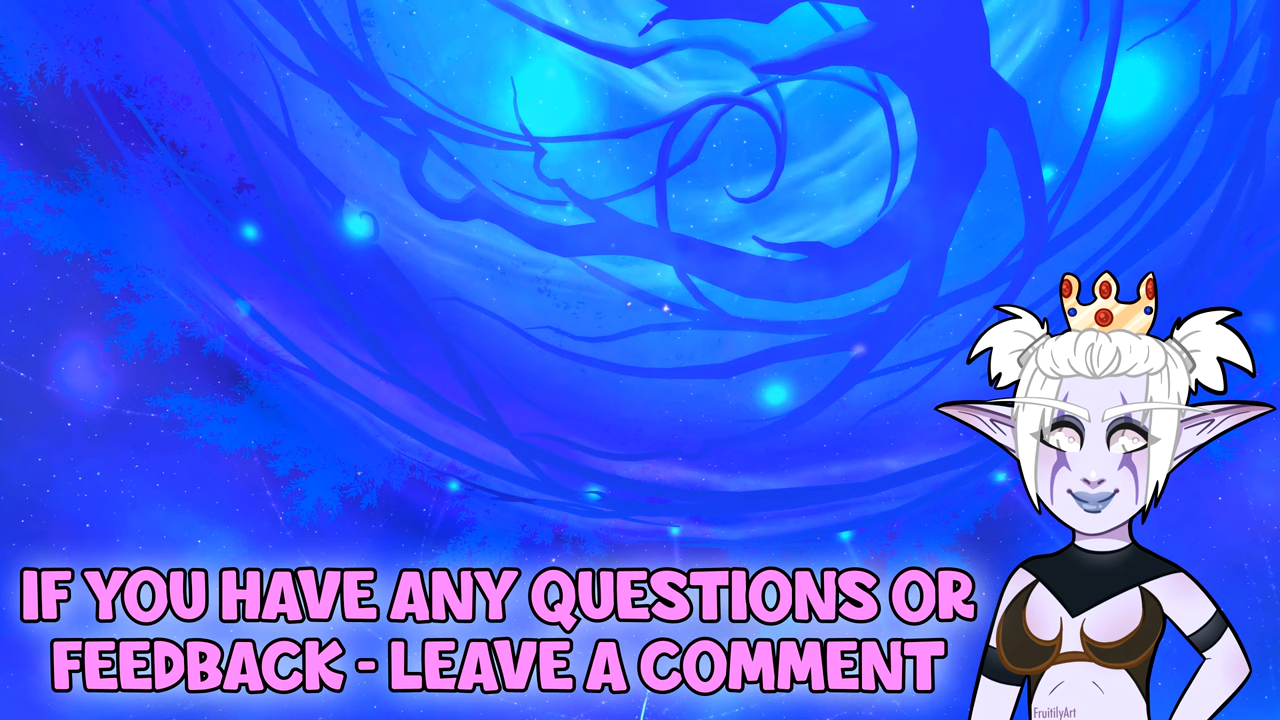 IF YOU HAVE ANY QUESTIONS OR
FEEDBACK - LEAVE A COMMENT
FruitilyArt